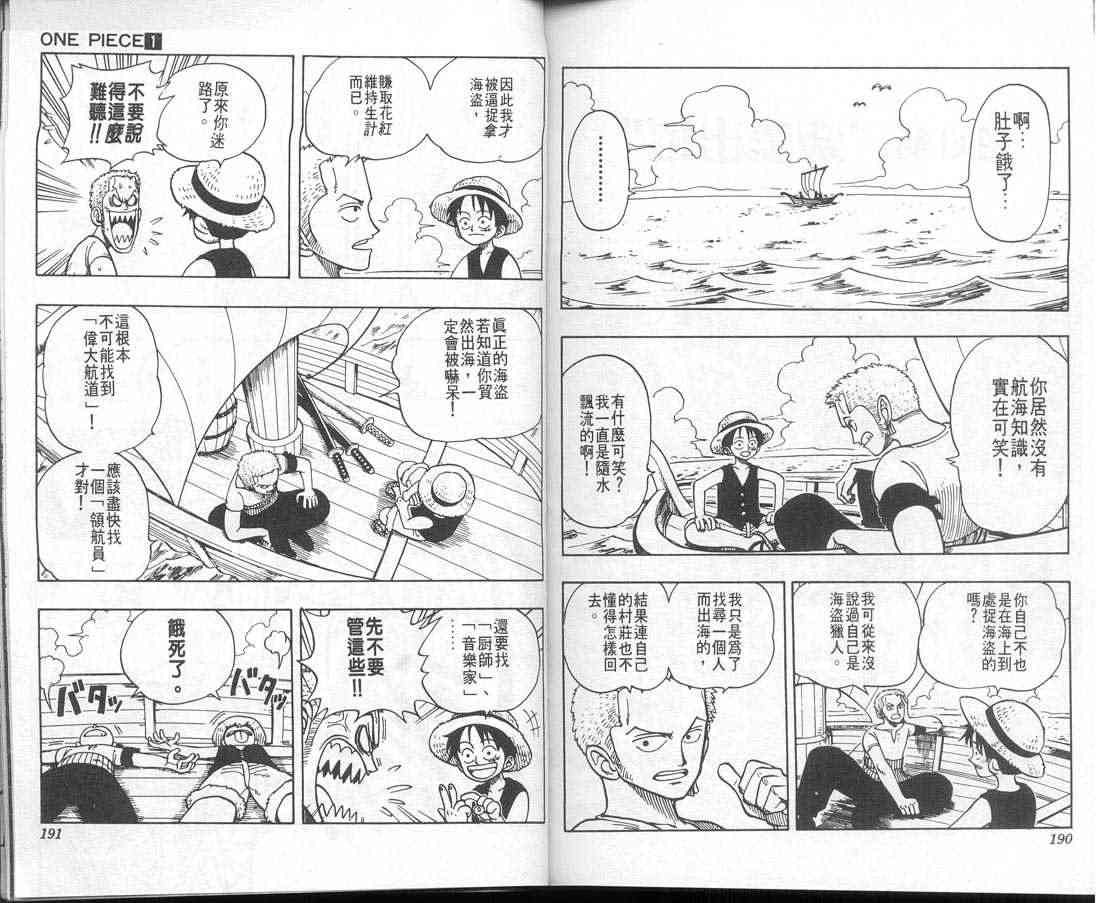 啊…
肚子餓了…
…………
你居然沒有
航海知識，
實在可笑！
有什麼可笑？
我一直是隨水
飄流的啊！
你自己不也
是在海上到
處捉海盜的
嗎？
我可從來沒
說過自己是
海盜獵人。
我只是爲了
找尋一個人
而出海的，
結果連自己
的村莊也不
懂得怎樣回
去。
190
ONE PIECE 1
因此我才
被逼捉拿
海盜，
賺取花紅
維持生計
而已。
原來你迷
路了。
不要說
得這麼
難聽!!
眞正的海盜
若知道你貿
然出海，一
定會被嚇呆！
這根本
不可能找到
「偉大航道」！
應該盡快找
一個「領航員」
才對！
還要找
「厨師」、
「音樂家」
……
先不要
管這些!!
餓死了。
バタッ
バタッ
191